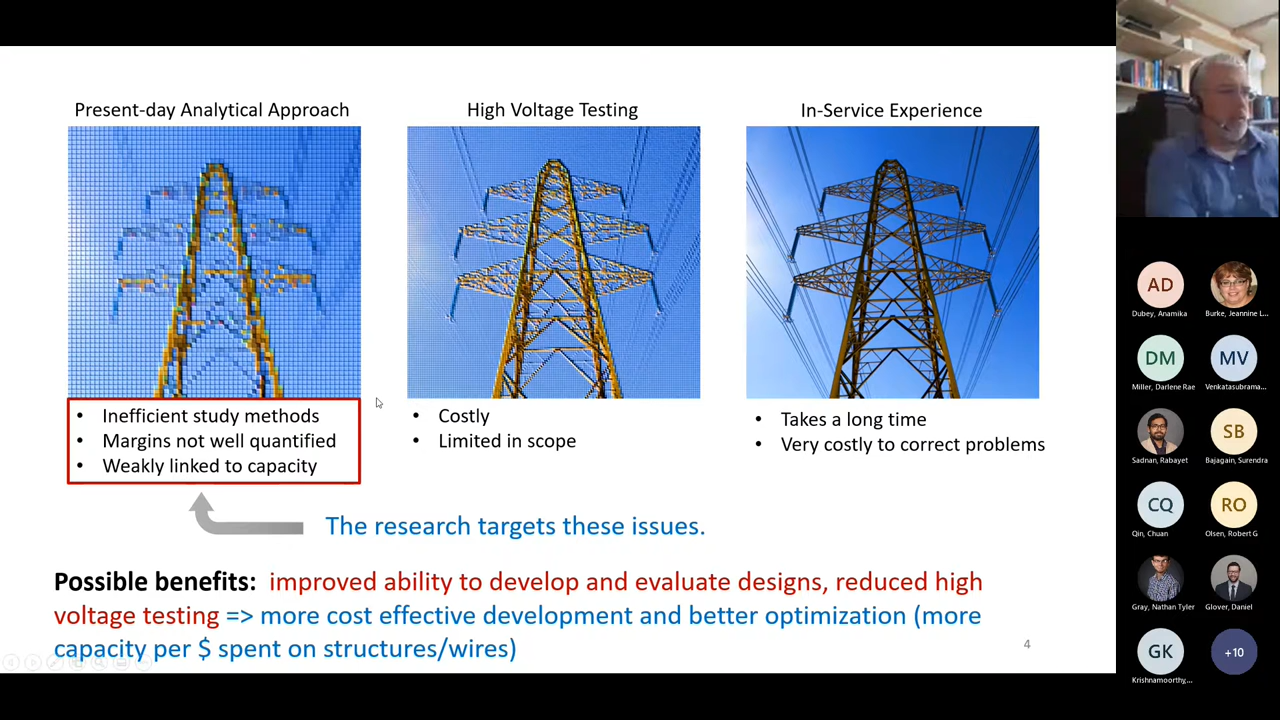 Present-day Analytical Approach
High Voltage Testing
In-Service Experience
• Inefficient study methods
• Margins not well quantified
• Weakly linked to capacity
• Costly
• Limited in scope
• Takes a long time
• Very costly to correct problems
The research targets these issues.
Possible benefits: improved ability to develop and evaluate designs, reduced high
voltage testing => more cost effective development and better optimization (more
capacity per $ spent on structures/wires)
4
AD
Dubey, Anamika
Burke, Jeannine L...
DM
Miller, Darlene Rae
MV
Venkatasubrama...
Sadnan, Rabayet
SB
Bajagain, Surendra
CQ
Qin, Chuan
RO
Olsen, Robert G
Gray, Nathan Tyler
Glover, Daniel
GK
Krishnamoorthy,...
+10